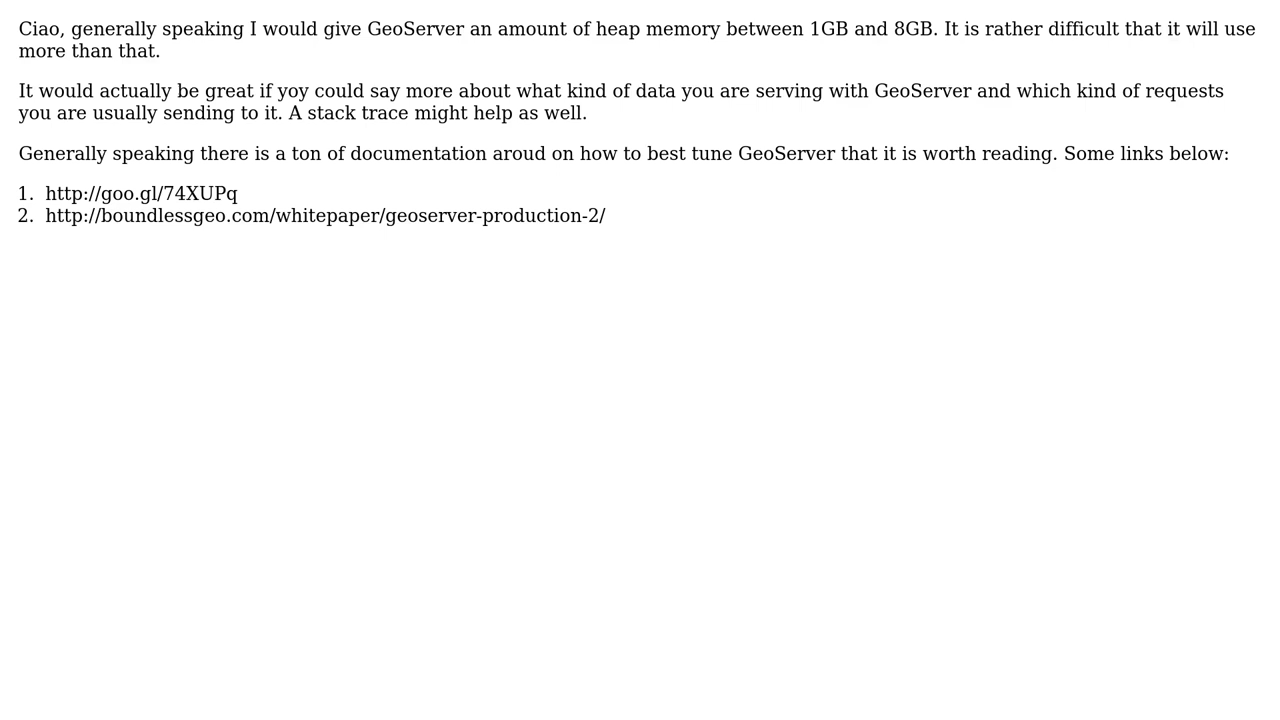 Ciao, generally speaking I would give GeoServer an amount of heap memory between 1GB and 8GB. It is rather difficult that it will use
more than that.
It would actually be great if yoy could say more about what kind of data you are serving with GeoServer and which kind of requests
you are usually sending to it. A stack trace might help as well.
Generally speaking there is a ton of documentation aroud on how to best tune GeoServer that it is worth reading. Some links below:
1. http://goo.gl/74XUPq
2. http://boundlessgeo.com/whitepaper/geoserver-production-2/